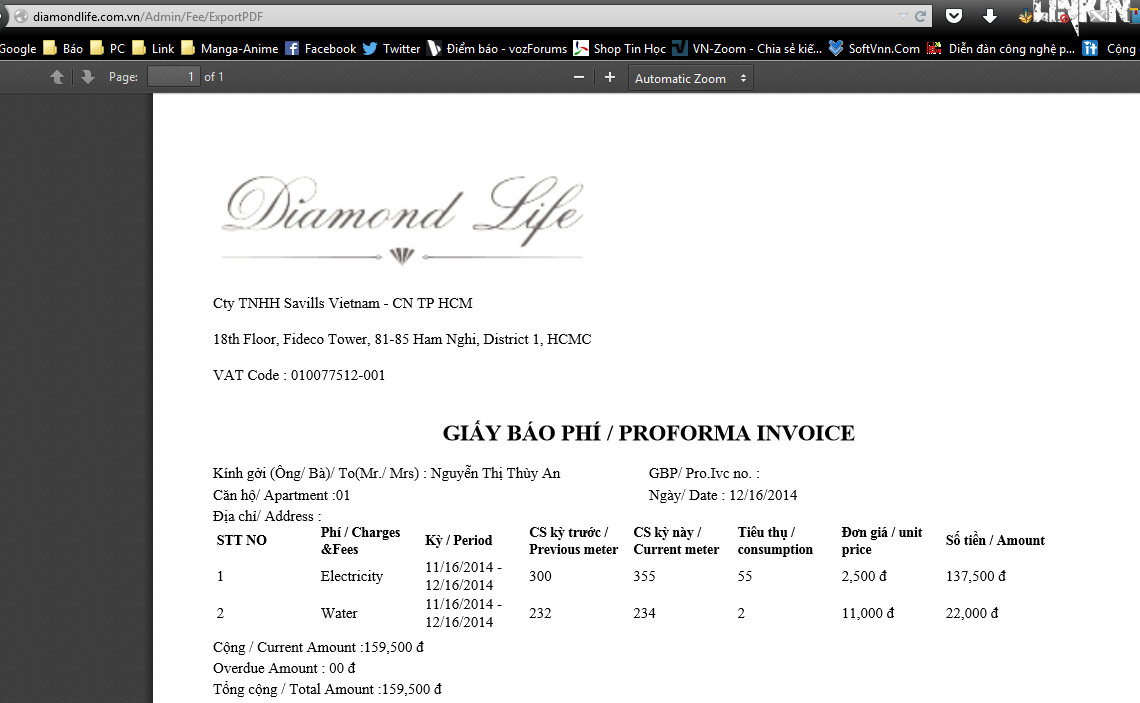 diamondlife.com.vn/Admin/Fee/ExportPDF
Google Báo PC Link Manga-Anime Facebook Twitter Điểm báo - vozForums Shop Tin Học VN-Zoom - Chia sẻ kiế... SoftVnn.Com Diễn đàn công nghệ p... Cộng
Page: 1 of 1 Automatic Zoom
Diamond Life
Cty TNHH Savills Vietnam - CN TP HCM
18th Floor, Fideco Tower, 81-85 Ham Nghi, District 1, HCMC
VAT Code : 010077512-001
GIẤY BÁO PHÍ / PROFORMA INVOICE
Kính gởi (Ông/ Bà)/ To(Mr./ Mrs) : Nguyễn Thị Thùy An GBP/ Pro.Ivc no. :
Căn hộ/ Apartment :01 Ngày/ Date : 12/16/2014
Địa chỉ/ Address :
STT NO Phí / Charges &Fees Kỳ / Period CS kỳ trước / Previous meter CS kỳ này / Current meter Tiêu thụ / consumption Đơn giá / unit price Số tiền / Amount
1 Electricity 11/16/2014 - 12/16/2014 300 355 55 2,500 đ 137,500 đ
2 Water 11/16/2014 - 12/16/2014 232 234 2 11,000 đ 22,000 đ
Cộng / Current Amount :159,500 đ
Overdue Amount : 00 đ
Tổng cộng / Total Amount :159,500 đ